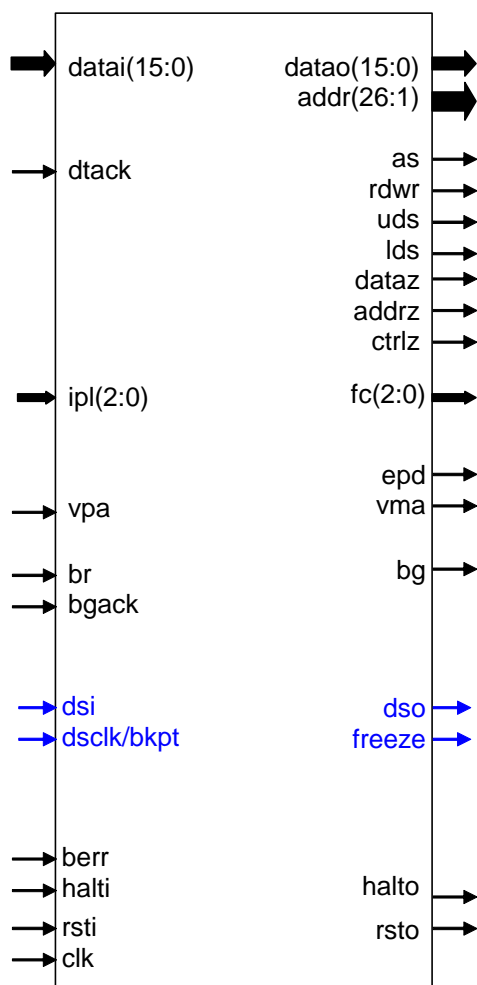 datai(15:0) datao(15:0)
addr(26:1)
as
dtack
rdwr
uds
lds
dataz
addrz
ctrlz
ipl(2:0) fc(2:0)
epd
vpa
vma
br
bg
bgack
dsi dso
dsclk/bkpt freeze
berr
halti
halto
rsti
rsto
clk